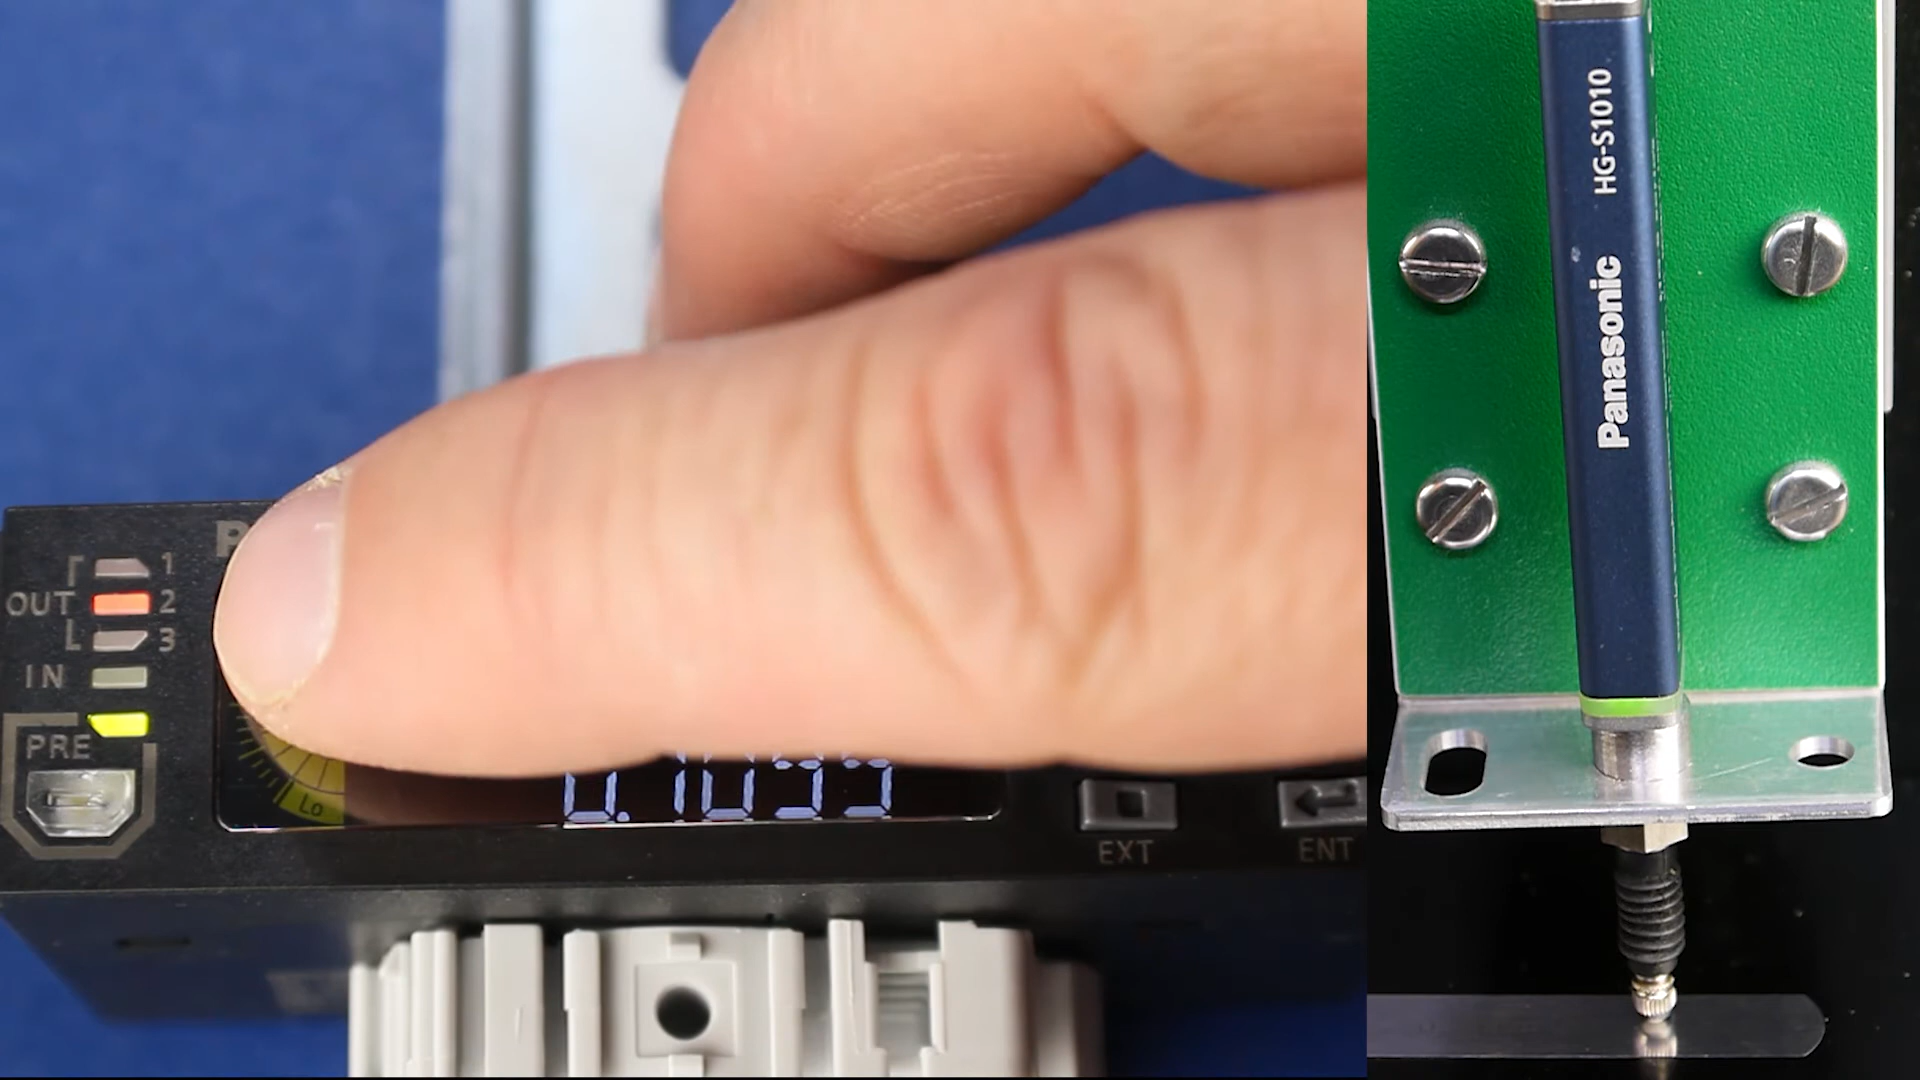 P
1
OUT 2
3
IN
PRE
Lo
EXT
ENT
HG-S1010
Panasonic